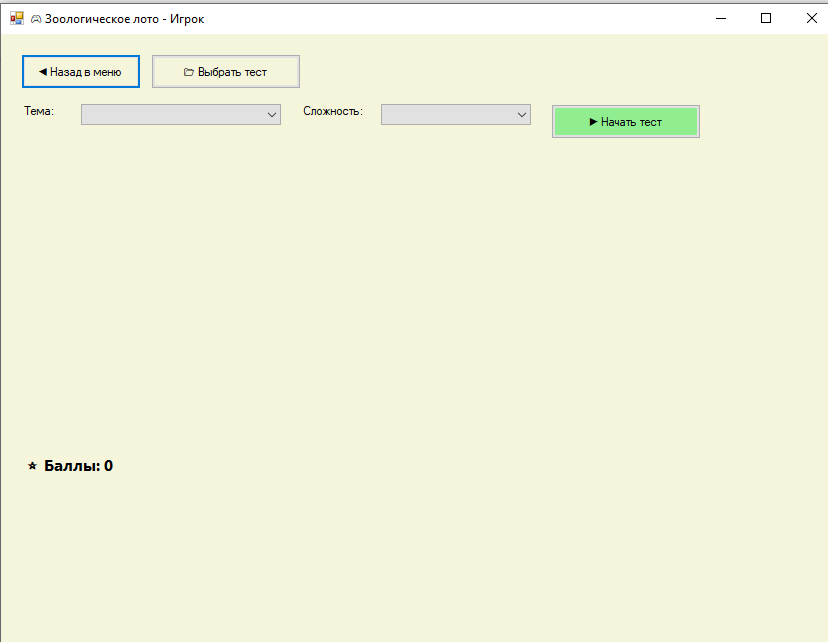 🎮 Зоологическое лото - Игрок
◀ Назад в меню
📂 Выбрать тест
Тема:
Сложность:
▶ Начать тест
⭐ Баллы: 0